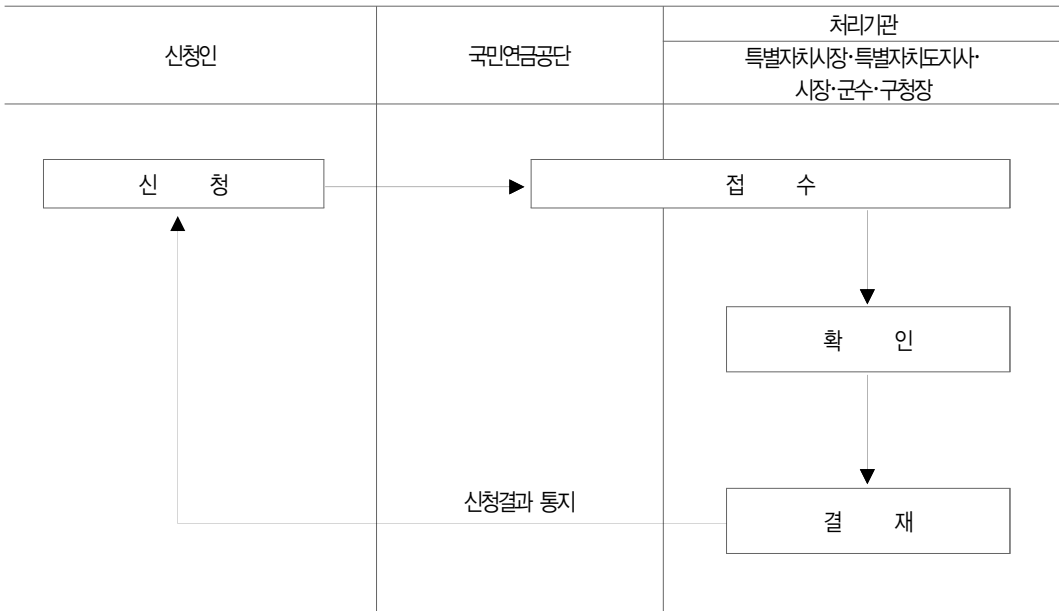 신청인
국민연금공단
처리기관
특별자치시장·특별자치도지사·
시장·군수·구청장
신 청
접 수
확 인
신청결과 통지
결 재